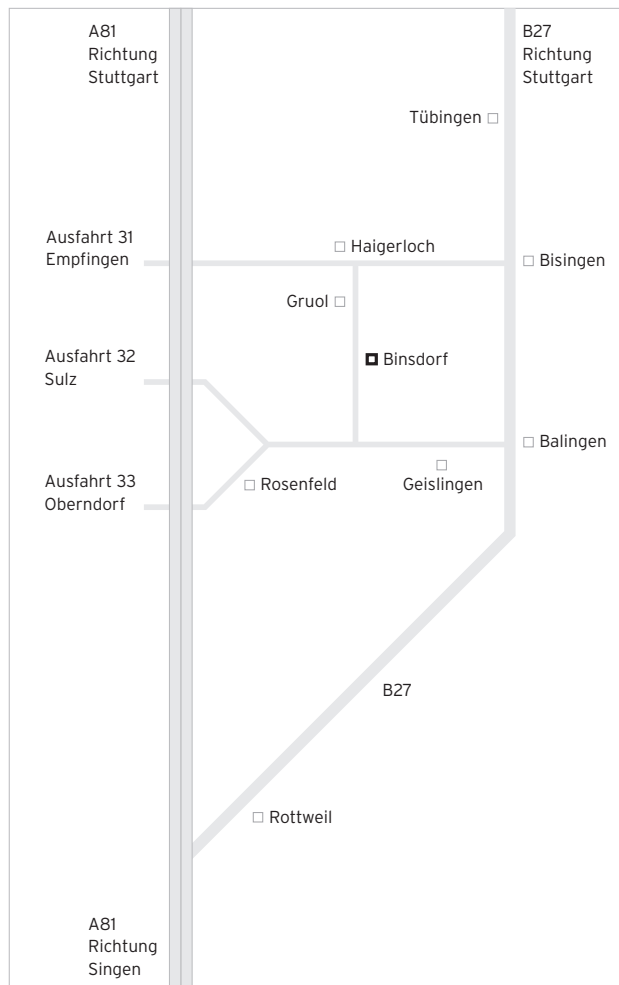 A81
Richtung
Stuttgart
B27
Richtung
Stuttgart
Tübingen
Ausfahrt 31
Empfingen
Haigerloch
Bisingen
Gruol
Ausfahrt 32
Sulz
Binsdorf
Balingen
Ausfahrt 33
Oberndorf
Rosenfeld
Geislingen
B27
Rottweil
A81
Richtung
Singen